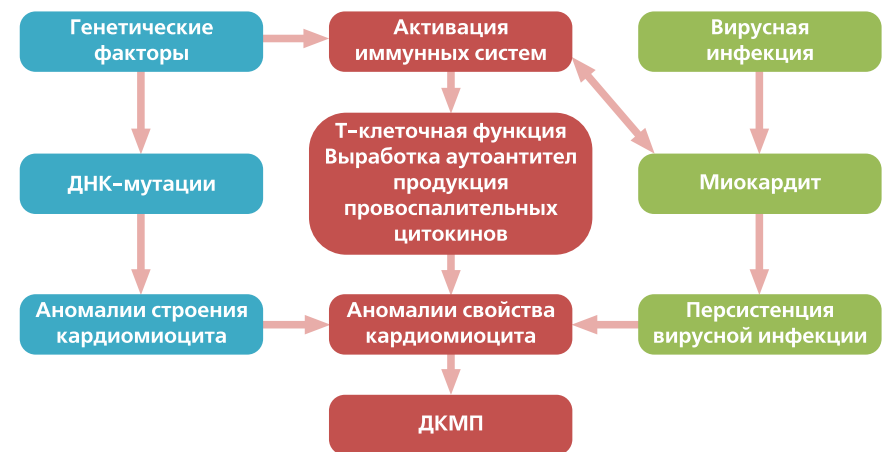 Генетические
факторы
Активация
иммунных систем
Вирусная
инфекция
Т-клеточная функция
Выработка аутоантител
продукция
провоспалительных
цитокинов
ДНК-мутации
Миокардит
Аномалии строения
кардиомиоцита
Аномалии свойства
кардиомиоцита
Персистенция
вирусной инфекции
ДКМП